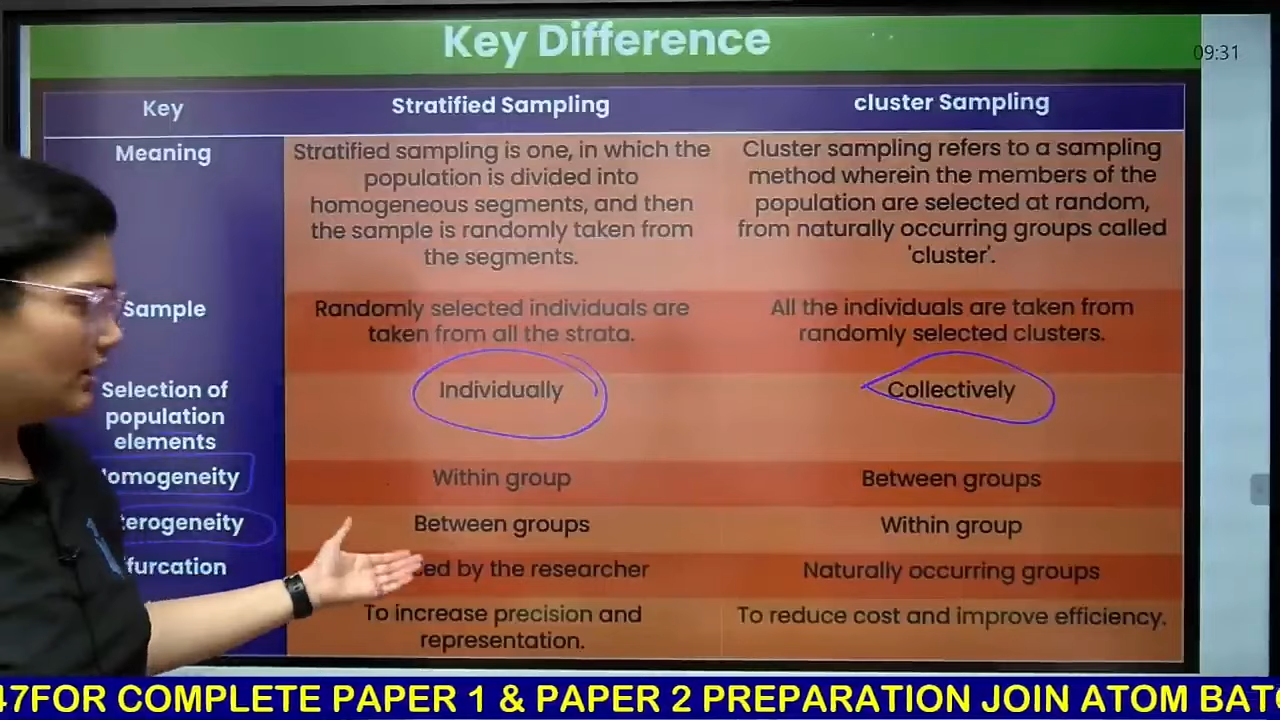 Key Difference
09:31
Key
Stratified Sampling
cluster Sampling
Meaning
Stratified sampling is one, in which the
population is divided into
homogeneous segments, and then
the sample is randomly taken from
the segments.
Cluster sampling refers to a sampling
method wherein the members of the
population are selected at random,
from naturally occurring groups called
'cluster'.
Sample
Randomly selected individuals are
taken from all the strata.
All the individuals are taken from
randomly selected clusters.
Selection of
population
elements
Individually
Collectively
omogeneity
Within group
Between groups
terogeneity
Between groups
Within group
furcation
ed by the researcher
Naturally occurring groups
To increase precision and
representation.
To reduce cost and improve efficiency.
47FOR COMPLETE PAPER 1 & PAPER 2 PREPARATION JOIN ATOM BATC